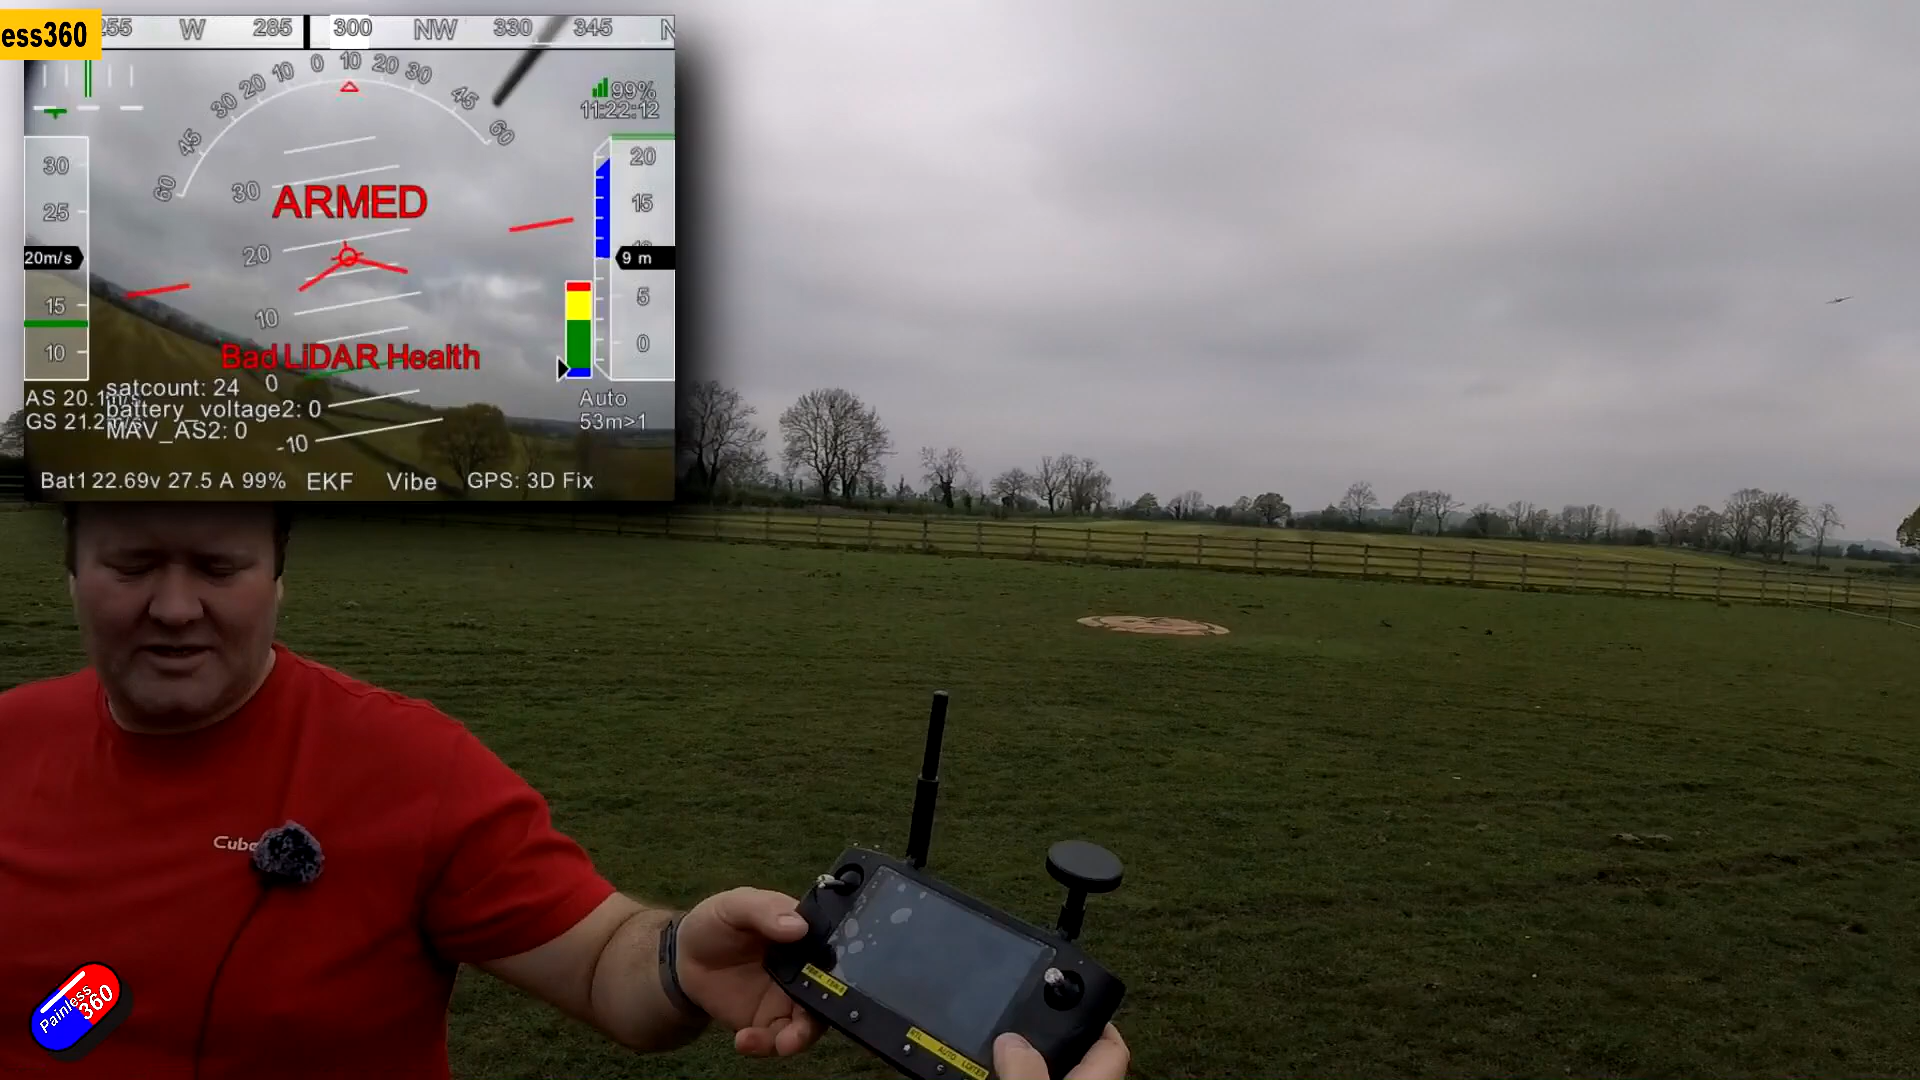 ess360
255 W 285 300 NW 330 345 N
60 45 30 20 10 0 10 20 30 45 60
99%
11:22:12
30
25
20m/s
15
10
30
20
10
0
-10
20
15
9 m
5
0
ARMED
Bad LiDAR Health
satcount: 24
battery_voltage2: 0
MAV_AS2: 0
AS 20.1
GS 21.2
Auto
53m>1
Bat1 22.69v 27.5 A 99% EKF Vibe GPS: 3D Fix
Cube
Painless
360
RTL AUTO LOITER